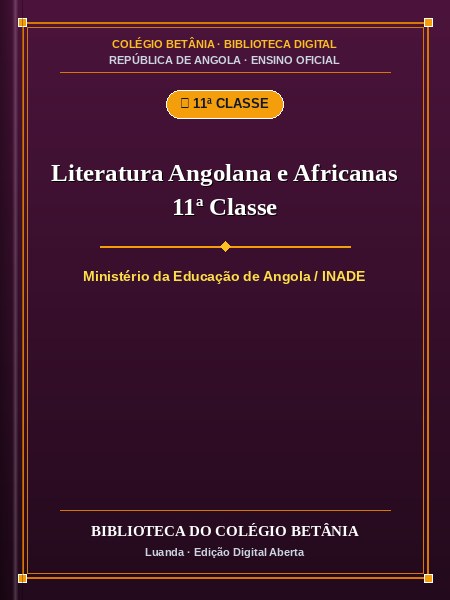 COLÉGIO BETÂNIA · BIBLIOTECA DIGITAL
REPÚBLICA DE ANGOLA · ENSINO OFICIAL
11ª CLASSE
Literatura Angolana e Africanas
11ª Classe
Ministério da Educação de Angola / INADE
BIBLIOTECA DO COLÉGIO BETÂNIA
Luanda · Edição Digital Aberta